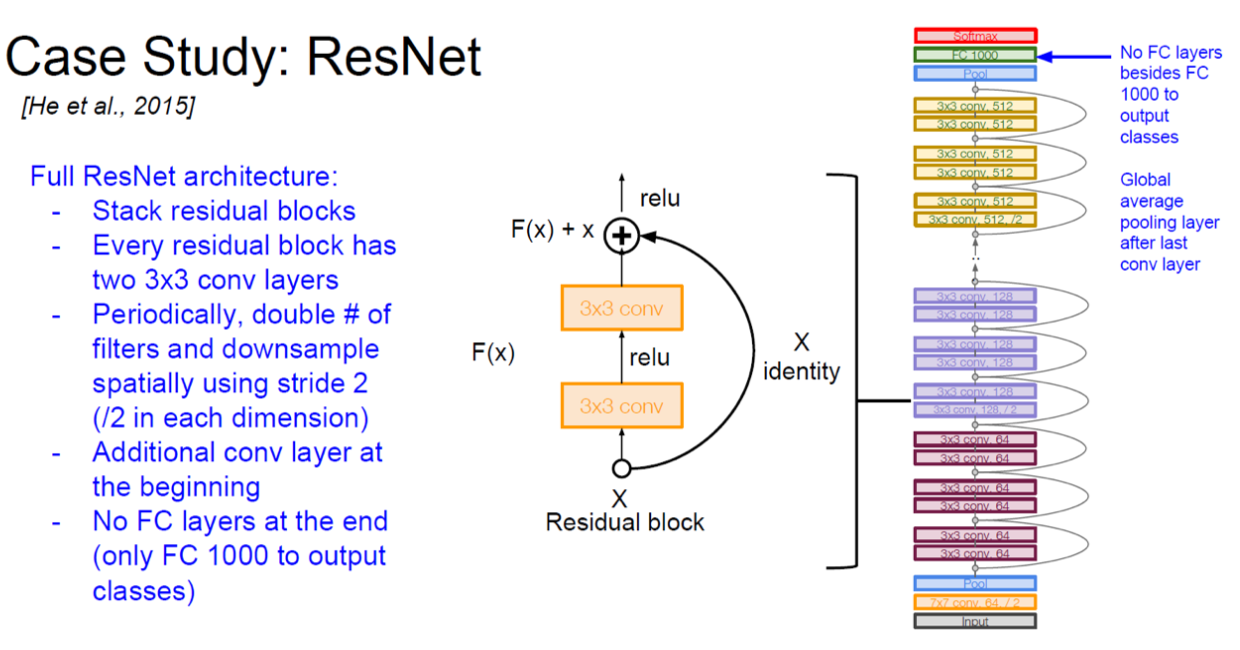 Case Study: ResNet
[He et al., 2015]
Full ResNet architecture:
- Stack residual blocks
- Every residual block has
two 3x3 conv layers
- Periodically, double # of
filters and downsample
spatially using stride 2
(/2 in each dimension)
- Additional conv layer at
the beginning
- No FC layers at the end
(only FC 1000 to output
classes)
relu
F(x) + x
3x3 conv
F(x)
relu
X
identity
3x3 conv
X
Residual block
Softmax
FC 1000
Pool
3x3 conv, 512
3x3 conv, 512
3x3 conv, 512
3x3 conv, 512
3x3 conv, 512
3x3 conv, 512, /2
..
3x3 conv, 128
3x3 conv, 128
3x3 conv, 128
3x3 conv, 128
3x3 conv, 128
3x3 conv, 128, / 2
3x3 conv, 64
3x3 conv, 64
3x3 conv, 64
3x3 conv, 64
3x3 conv, 64
3x3 conv, 64
Pool
7x7 conv, 64, / 2
Input
No FC layers
besides FC
1000 to
output
classes
Global
average
pooling layer
after last
conv layer